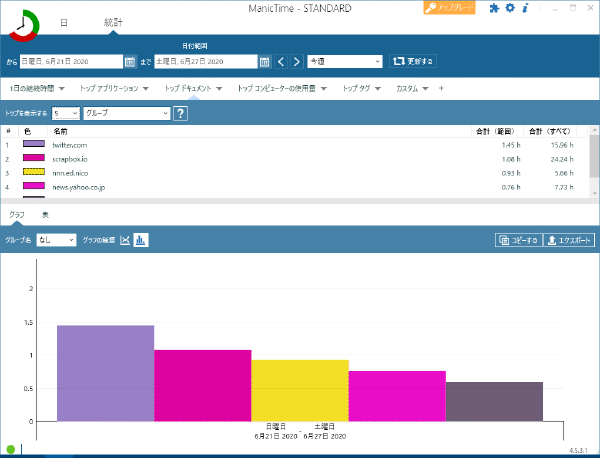 ManicTime - STANDARD
アップグレード
日 統計
日付範囲
から 日曜日, 6月21日 2020 まで 土曜日, 6月27日 2020 今週 更新する
1日の継続時間 トップ アプリケーション トップ ドキュメント トップ コンピューターの使用量 トップ タグ カスタム +
トップを表示する 5 グループ ?
# 色 名前 合計 (範囲) 合計 (すべて)
1 twitter.com 1.45 h 15.96 h
2 scrapbox.io 1.08 h 24.24 h
3 nnn.ed.nico 0.93 h 5.66 h
4 news.yahoo.co.jp 0.76 h 7.73 h
グラフ 表
グループ名 なし グラフの種類 コピーする エクスポート
2
1.5
1
0.5
0
日曜日 土曜日
6月21日 2020 - 6月27日 2020
4.5.3.1